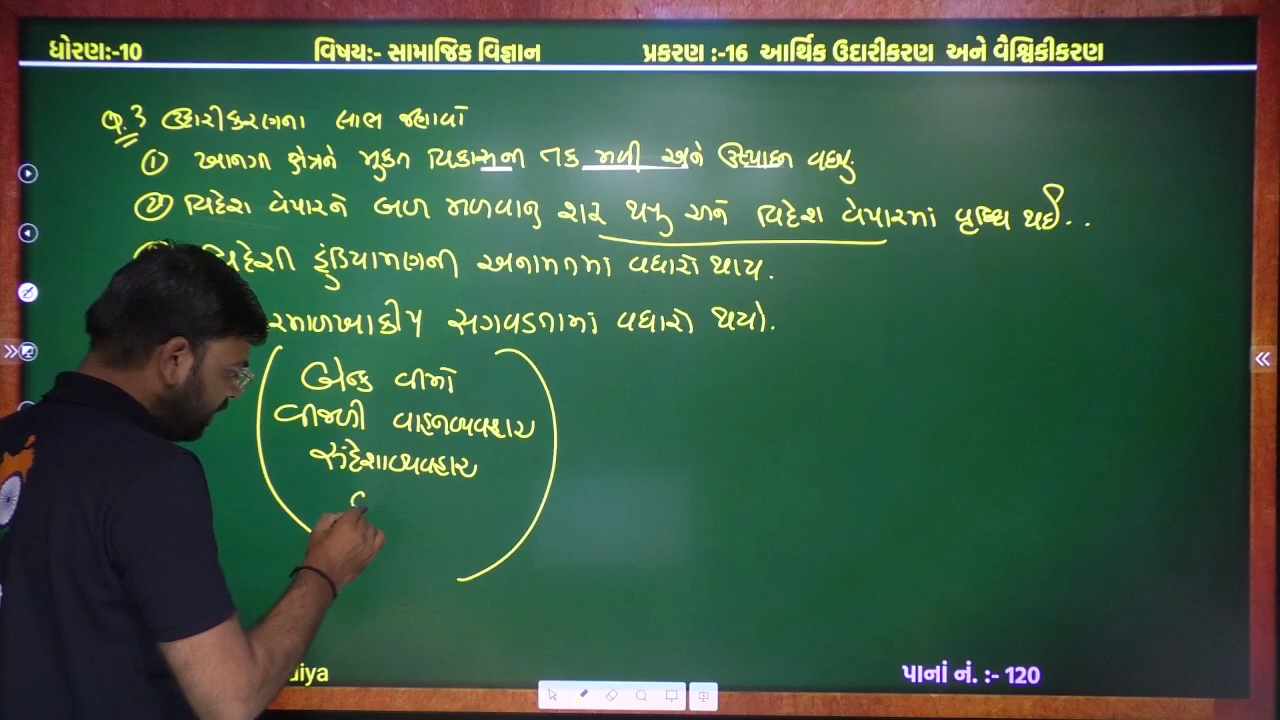 ધોરણ:-10 વિષય:- સામાજિક વિજ્ઞાન પ્રકરણ :-16 આર્થિક ઉદારીકરણ અને વૈશ્વિકીકરણ
Q.3 ઉદારીકરણના લાભ જણાવો
① ખાનગી ક્ષેત્રને મુક્ત વિકાસની તક મળી અને ઉત્પાદન વધ્યુ.
② વિદેશ વેપારને બળ મળવાનુ શરૂ થયુ અને વિદેશ વેપારમાં વૃધ્ધિ થઈ..
વિદેશી હુંડિયામણની અનામતમાં વધારો થાય.
માળખાકીય સગવડતામાં વધારો થયો.
બેન્ક વીમો
વીજળી વાહનવ્યવહાર
સંદેશાવ્યવહાર
પાનાં નં. :- 120